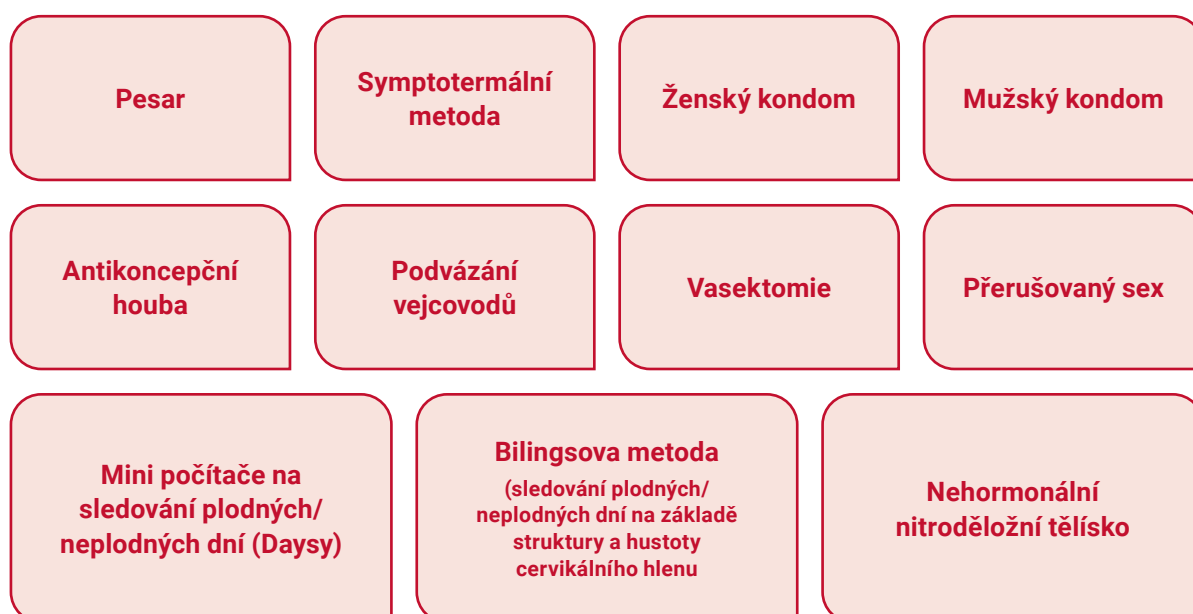 Pesar
Symptotermální
metoda
Ženský kondom
Mužský kondom
Antikoncepční
houba
Podvázání
vejcovodů
Vasektomie
Přerušovaný sex
Mini počítače na
sledování plodných/
neplodných dní (Daysy)
Bilingsova metoda
(sledování plodných/
neplodných dní na základě
struktury a hustoty
cervikálního hlenu
Nehormonální
nitroděložní tělísko